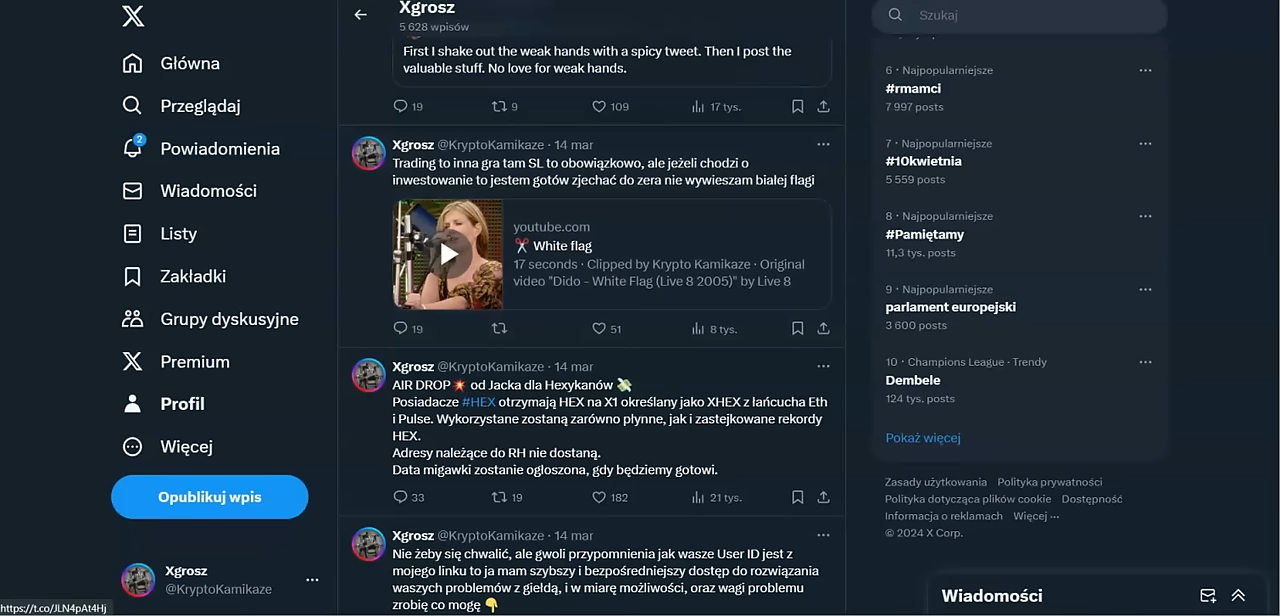 Główna
Przeglądaj
2
Powiadomienia
Wiadomości
Listy
Zakładki
Grupy dyskusyjne
Premium
Profil
Więcej
Opublikuj wpis
Xgrosz
@KryptoKamikaze
https://t.co/JLN4pAt4Hj
Xgrosz
5 628 wpisów
First I shake out the weak hands with a spicy tweet. Then I post the
valuable stuff. No love for weak hands.
19 9 109 17 tys.
Xgrosz @KryptoKamikaze · 14 mar
Trading to inna gra tam SL to obowiązkowo, ale jeżeli chodzi o
inwestowanie to jestem gotów zjechać do zera nie wywieszam bialej flagi
youtube.com
✂️ White flag
17 seconds · Clipped by Krypto Kamikaze · Original
video "Dido - White Flag (Live 8 2005)" by Live 8
19 51 8 tys.
Xgrosz @KryptoKamikaze · 14 mar
AIR DROP💥 od Jacka dla Hexykanów 💸
Posiadacze #HEX otrzymają HEX na X1 określany jako XHEX z łańcucha Eth
i Pulse. Wykorzystane zostaną zarówno płynne, jak i zastejkowane rekordy
HEX.
Adresy należące do RH nie dostaną.
Data migawki zostanie ogłoszona, gdy będziemy gotowi.
33 19 182 21 tys.
Xgrosz @KryptoKamikaze · 14 mar
Nie żeby się chwalić, ale gwoli przypomnienia jak wasze User ID jest z
mojego linku to ja mam szybszy i bezpośredniejszy dostęp do rozwiązania
waszych problemów z giełdą, i w miarę możliwości, oraz wagi problemu
zrobię co mogę 👇
Szukaj
6 · Najpopularniejsze
#rmamci
7 997 posts
7 · Najpopularniejsze
#10kwietnia
5 559 posts
8 · Najpopularniejsze
#Pamiętamy
11,3 tys. posts
9 · Najpopularniejsze
parlament europejski
3 600 posts
10 · Champions League · Trendy
Dembele
124 tys. posts
Pokaż więcej
Zasady użytkowania Polityka prywatności
Polityka dotycząca plików cookie Dostępność
Informacja o reklamach Więcej ···
© 2024 X Corp.
Wiadomości